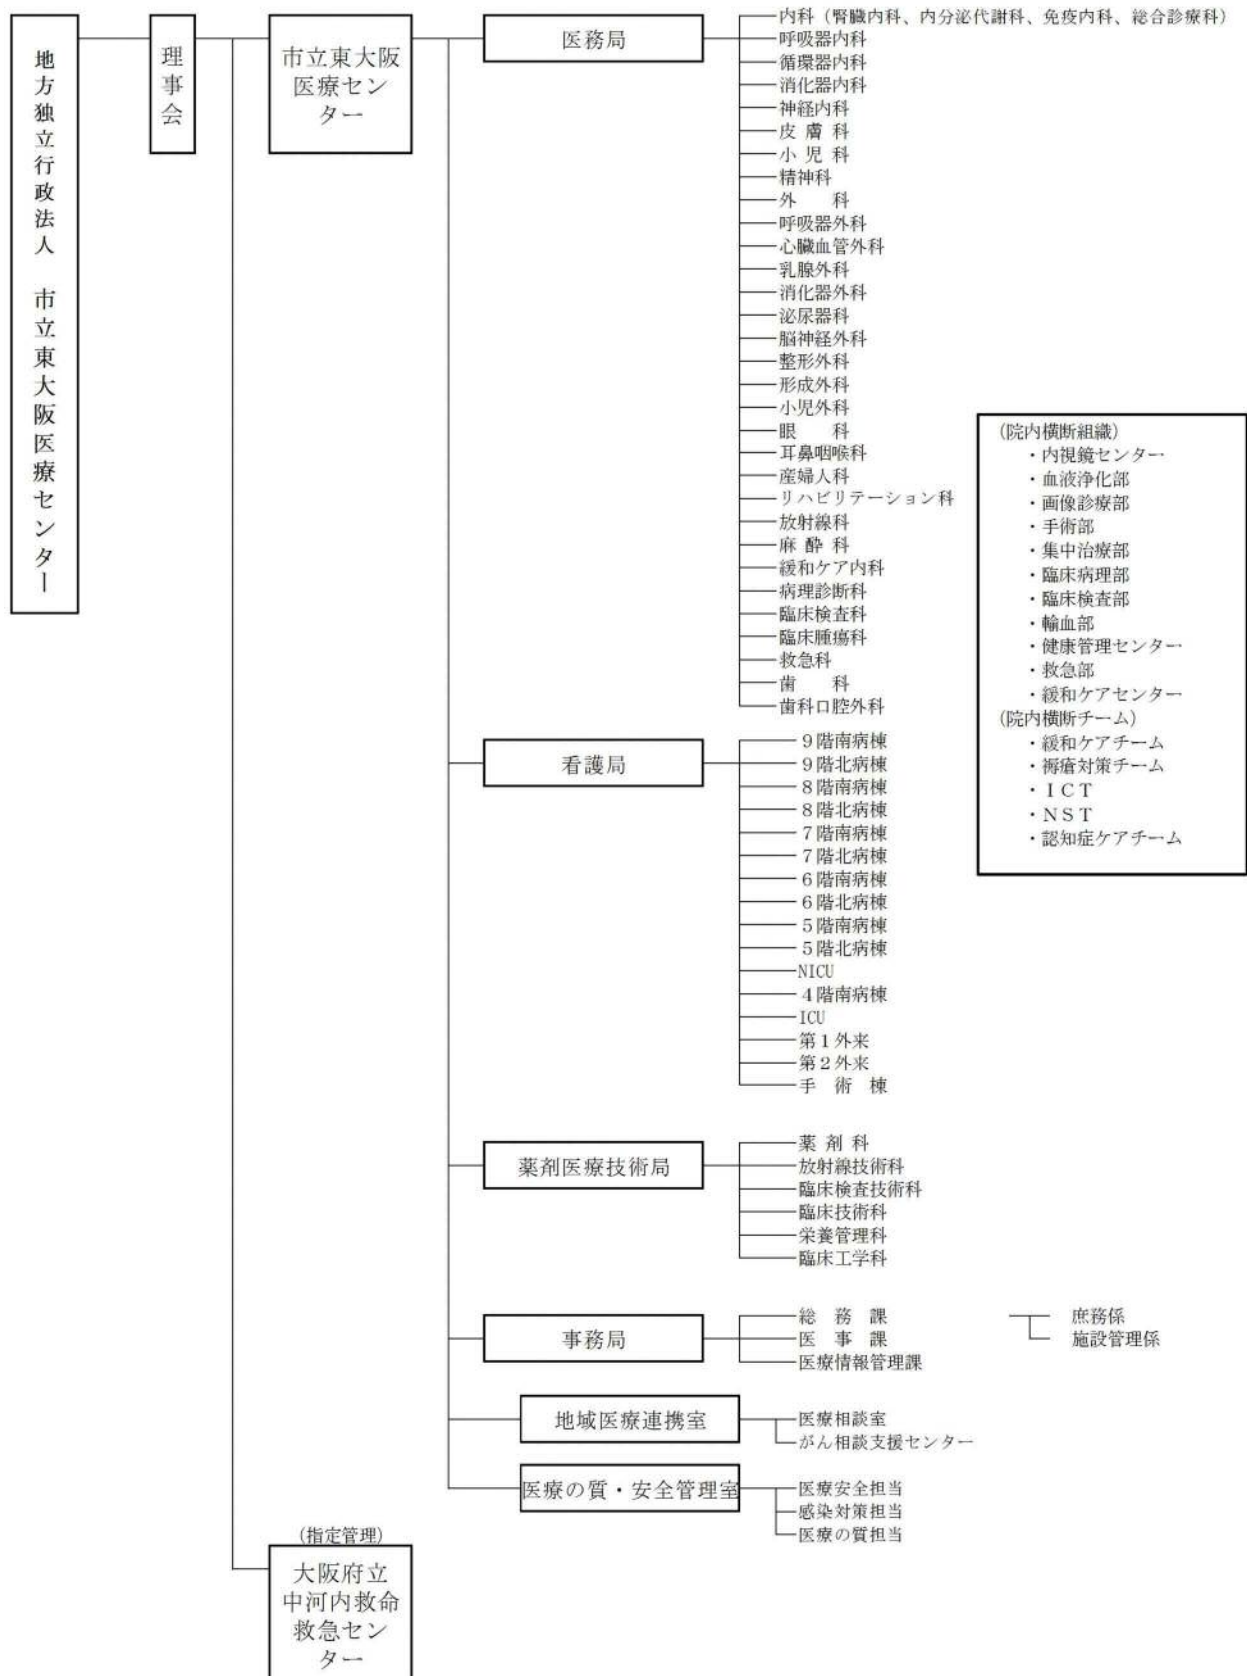 地方独立行政法人　市立東大阪医療センター
理事会
市立東大阪
医療セン
ター
医務局
内科（腎臓内科、内分泌代謝科、免疫内科、総合診療科）
呼吸器内科
循環器内科
消化器内科
神経内科
皮 膚 科
小 児 科
精神科
外　　科
呼吸器外科
心臓血管外科
乳腺外科
消化器外科
泌尿器科
脳神経外科
整形外科
形成外科
小児外科
眼　　科
耳鼻咽喉科
産婦人科
リハビリテーション科
放射線科
麻 酔 科
緩和ケア内科
病理診断科
臨床検査科
臨床腫瘍科
救急科
歯　　科
歯科口腔外科
(院内横断組織)
・内視鏡センター
・血液浄化部
・画像診療部
・手術部
・集中治療部
・臨床病理部
・臨床検査部
・輸血部
・健康管理センター
・救急部
・緩和ケアセンター
(院内横断チーム)
・緩和ケアチーム
・褥瘡対策チーム
・ＩＣＴ
・ＮＳＴ
・認知症ケアチーム
看護局
９階南病棟
９階北病棟
８階南病棟
８階北病棟
７階南病棟
７階北病棟
６階南病棟
６階北病棟
５階南病棟
５階北病棟
NICU
４階南病棟
ICU
第１外来
第２外来
手　術　棟
薬剤医療技術局
薬 剤 科
放射線技術科
臨床検査技術科
臨床技術科
栄養管理科
臨床工学科
事務局
総　務　課
庶務係
施設管理係
医　事　課
医療情報管理課
地域医療連携室
医療相談室
がん相談支援センター
医療の質・安全管理室
医療安全担当
感染対策担当
医療の質担当
(指定管理)
大阪府立
中河内救命
救急セン
ター